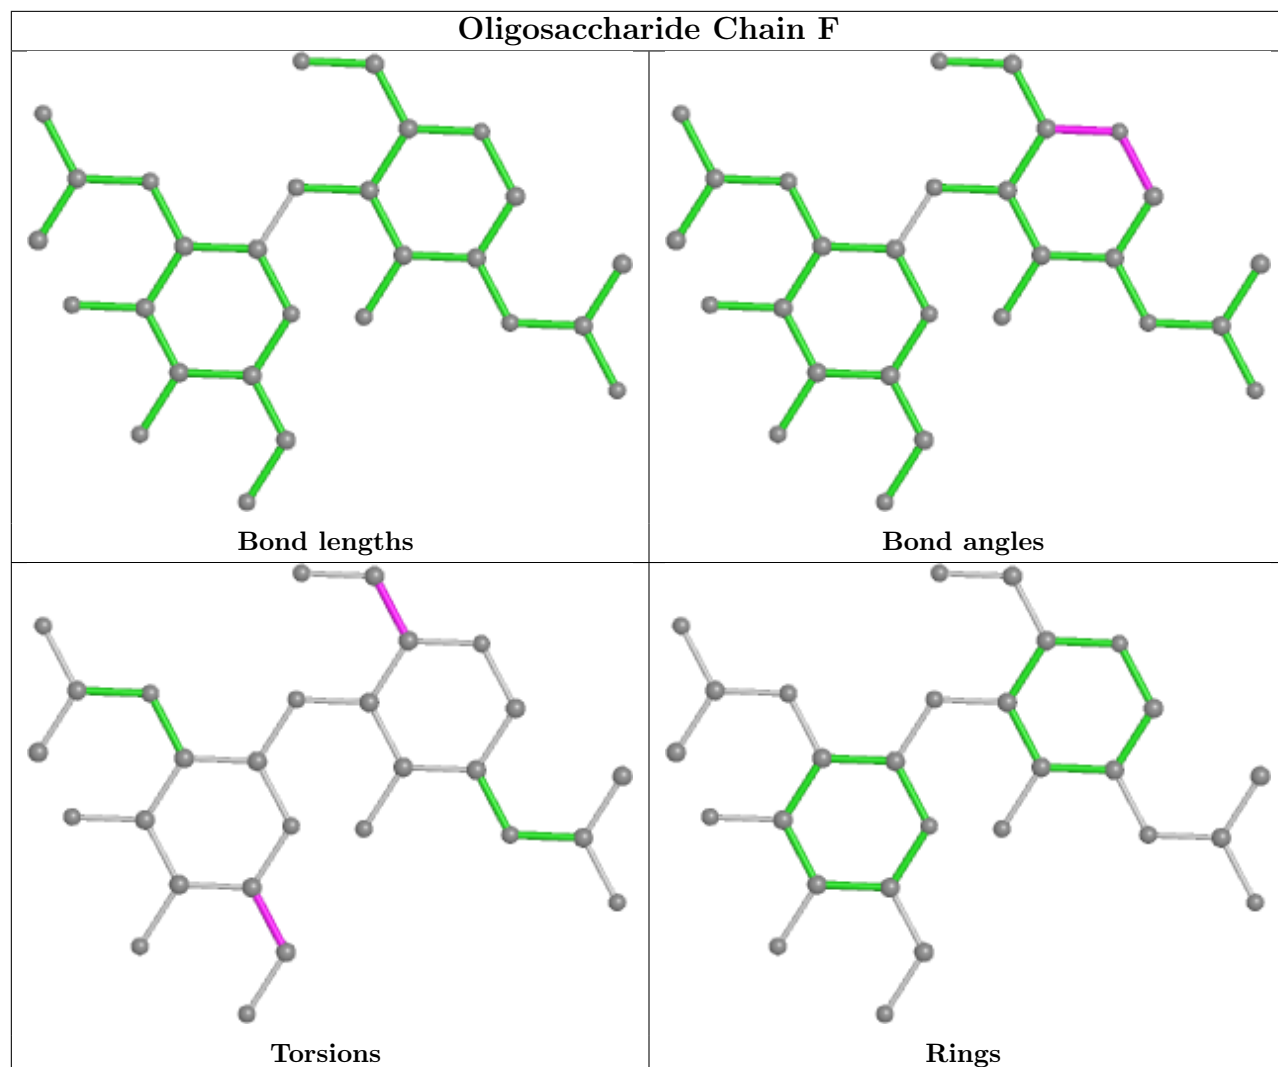 Oligosaccharide Chain F
Bond lengths
Bond angles
Torsions
Rings